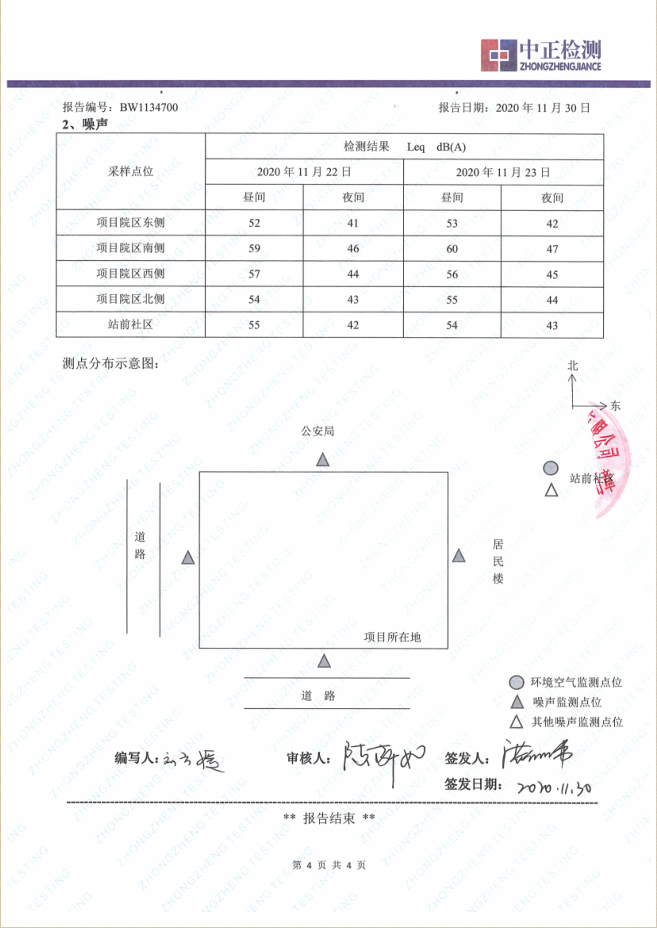 中正检测
ZHONGZHENGJIANCE
报告编号：BW1134700 报告日期：2020 年 11 月 30 日
2、噪声
采样点位 检测结果 Leq dB(A)
2020 年 11 月 22 日 2020 年 11 月 23 日
昼间 夜间 昼间 夜间
项目院区东侧 52 41 53 42
项目院区南侧 59 46 60 47
项目院区西侧 57 44 56 45
项目院区北侧 54 43 55 44
站前社区 55 42 54 43
测点分布示意图：
北
东
公安局
站前社区
道路
居民楼
项目所在地
道 路
环境空气监测点位
噪声监测点位
其他噪声监测点位
编写人： 审核人： 签发人：
签发日期： 2020.11.30
** 报告结束 **
第 4 页 共 4 页